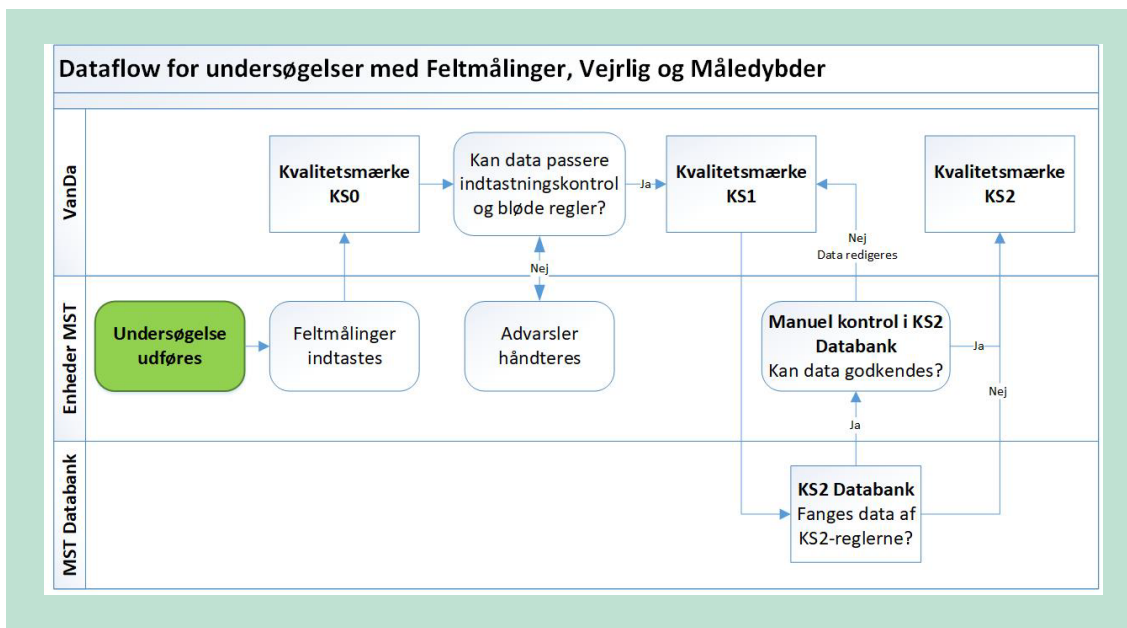 Dataflow for undersøgelser med Feltmålinger, Vejrlig og Måledybder
VanDa
Kvalitetsmærke
KS0
Kan data passere
indtastningskontrol
og bløde regler?
Ja
Kvalitetsmærke
KS1
Kvalitetsmærke
KS2
Nej
Data redigeres
Nej
Enheder MST
Undersøgelse
udføres
Feltmålinger
indtastes
Advarsler
håndteres
Manuel kontrol i KS2
Databank
Kan data godkendes?
Ja
Nej
Ja
MST Databank
KS2 Databank
Fanges data af
KS2-reglerne?